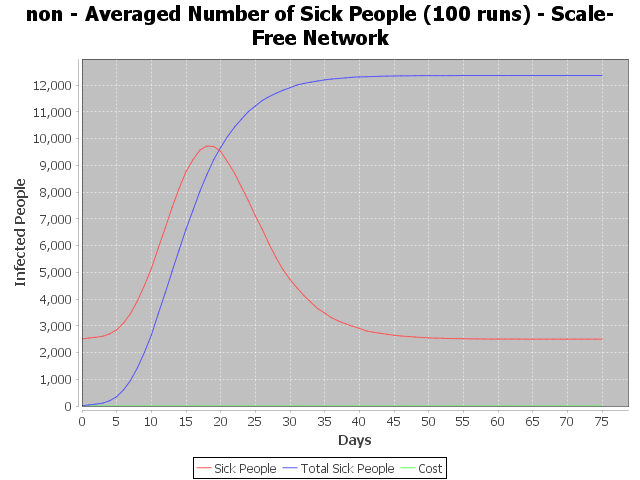 non - Averaged Number of Sick People (100 runs) - Scale-
Free Network
12,000
11,000
10,000
9,000
8,000
7,000
6,000
5,000
4,000
3,000
2,000
1,000
0
Infected People
0 5 10 15 20 25 30 35 40 45 50 55 60 65 70 75
Days
Sick People Total Sick People Cost